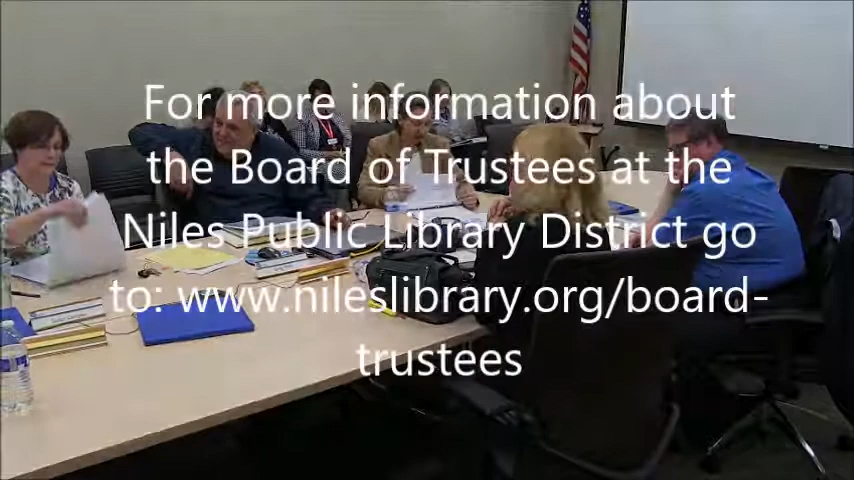 For more information about
the Board of Trustees at the
Niles Public Library District go
to: www.nileslibrary.org/board-
trustees